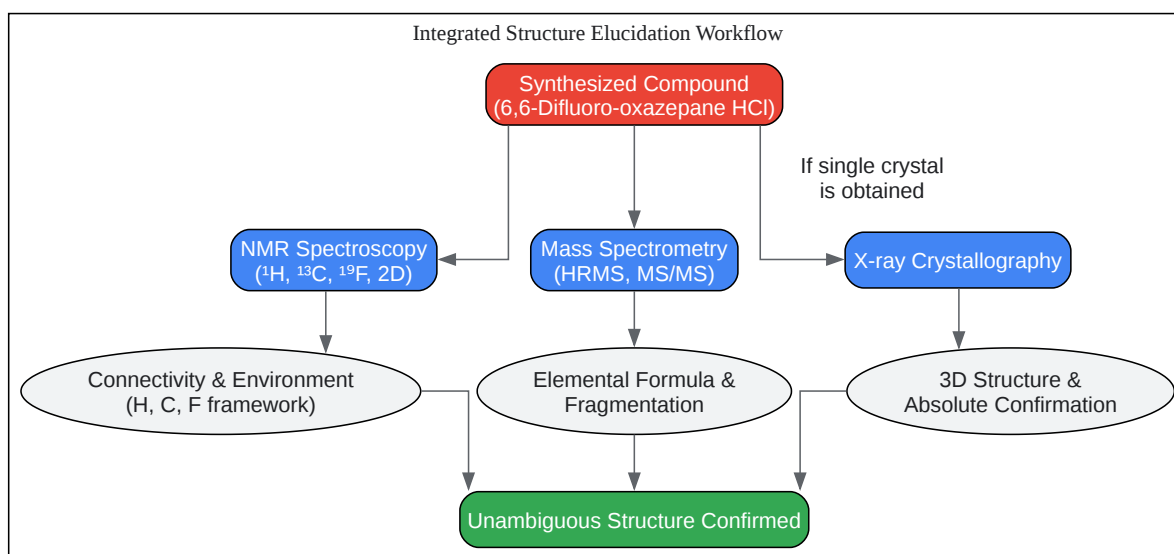 Integrated Structure Elucidation Workflow
Synthesized Compound
(6,6-Difluoro-oxazepane HCl)
If single crystal
is obtained
NMR Spectroscopy
(¹H, ¹³C, ¹⁹F, 2D)
Mass Spectrometry
(HRMS, MS/MS)
X-ray Crystallography
Connectivity & Environment
(H, C, F framework)
Elemental Formula &
Fragmentation
3D Structure &
Absolute Confirmation
Unambiguous Structure Confirmed